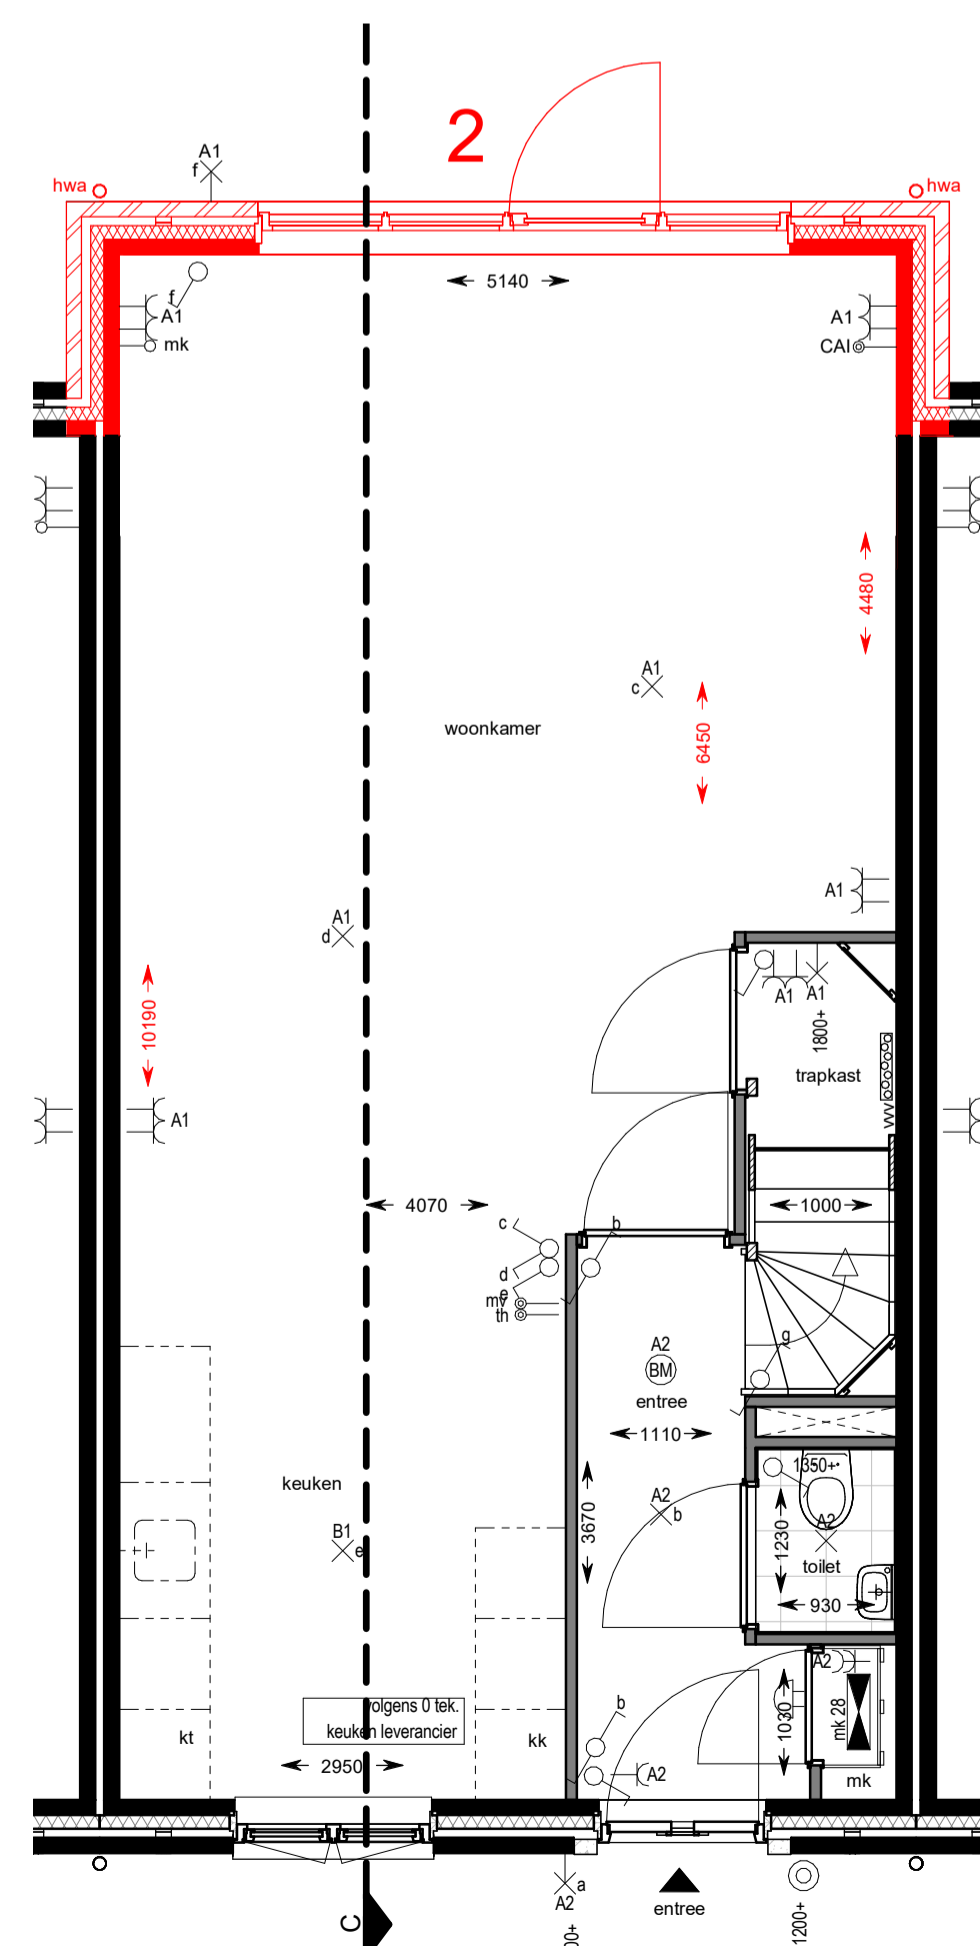 2
A1
f
hwa
hwa
5140
f
A1
mk
A1
CAI
4480
A1
c
6450
woonkamer
A1
A1
d
10190
A1
A1
1800+
trapkast
vv
A1
4070
1000
c
b
d
e
mv
th
g
A2
BM
entree
1110
1350+
keuken
3670
A2
b
1230
A2
toilet
B1
e
930
A2
volgens 0 tek.
keuken leverancier
b
1030
mk 28
kt
kk
2950
A2
mk
a
A2
C
entree
00+
1200+